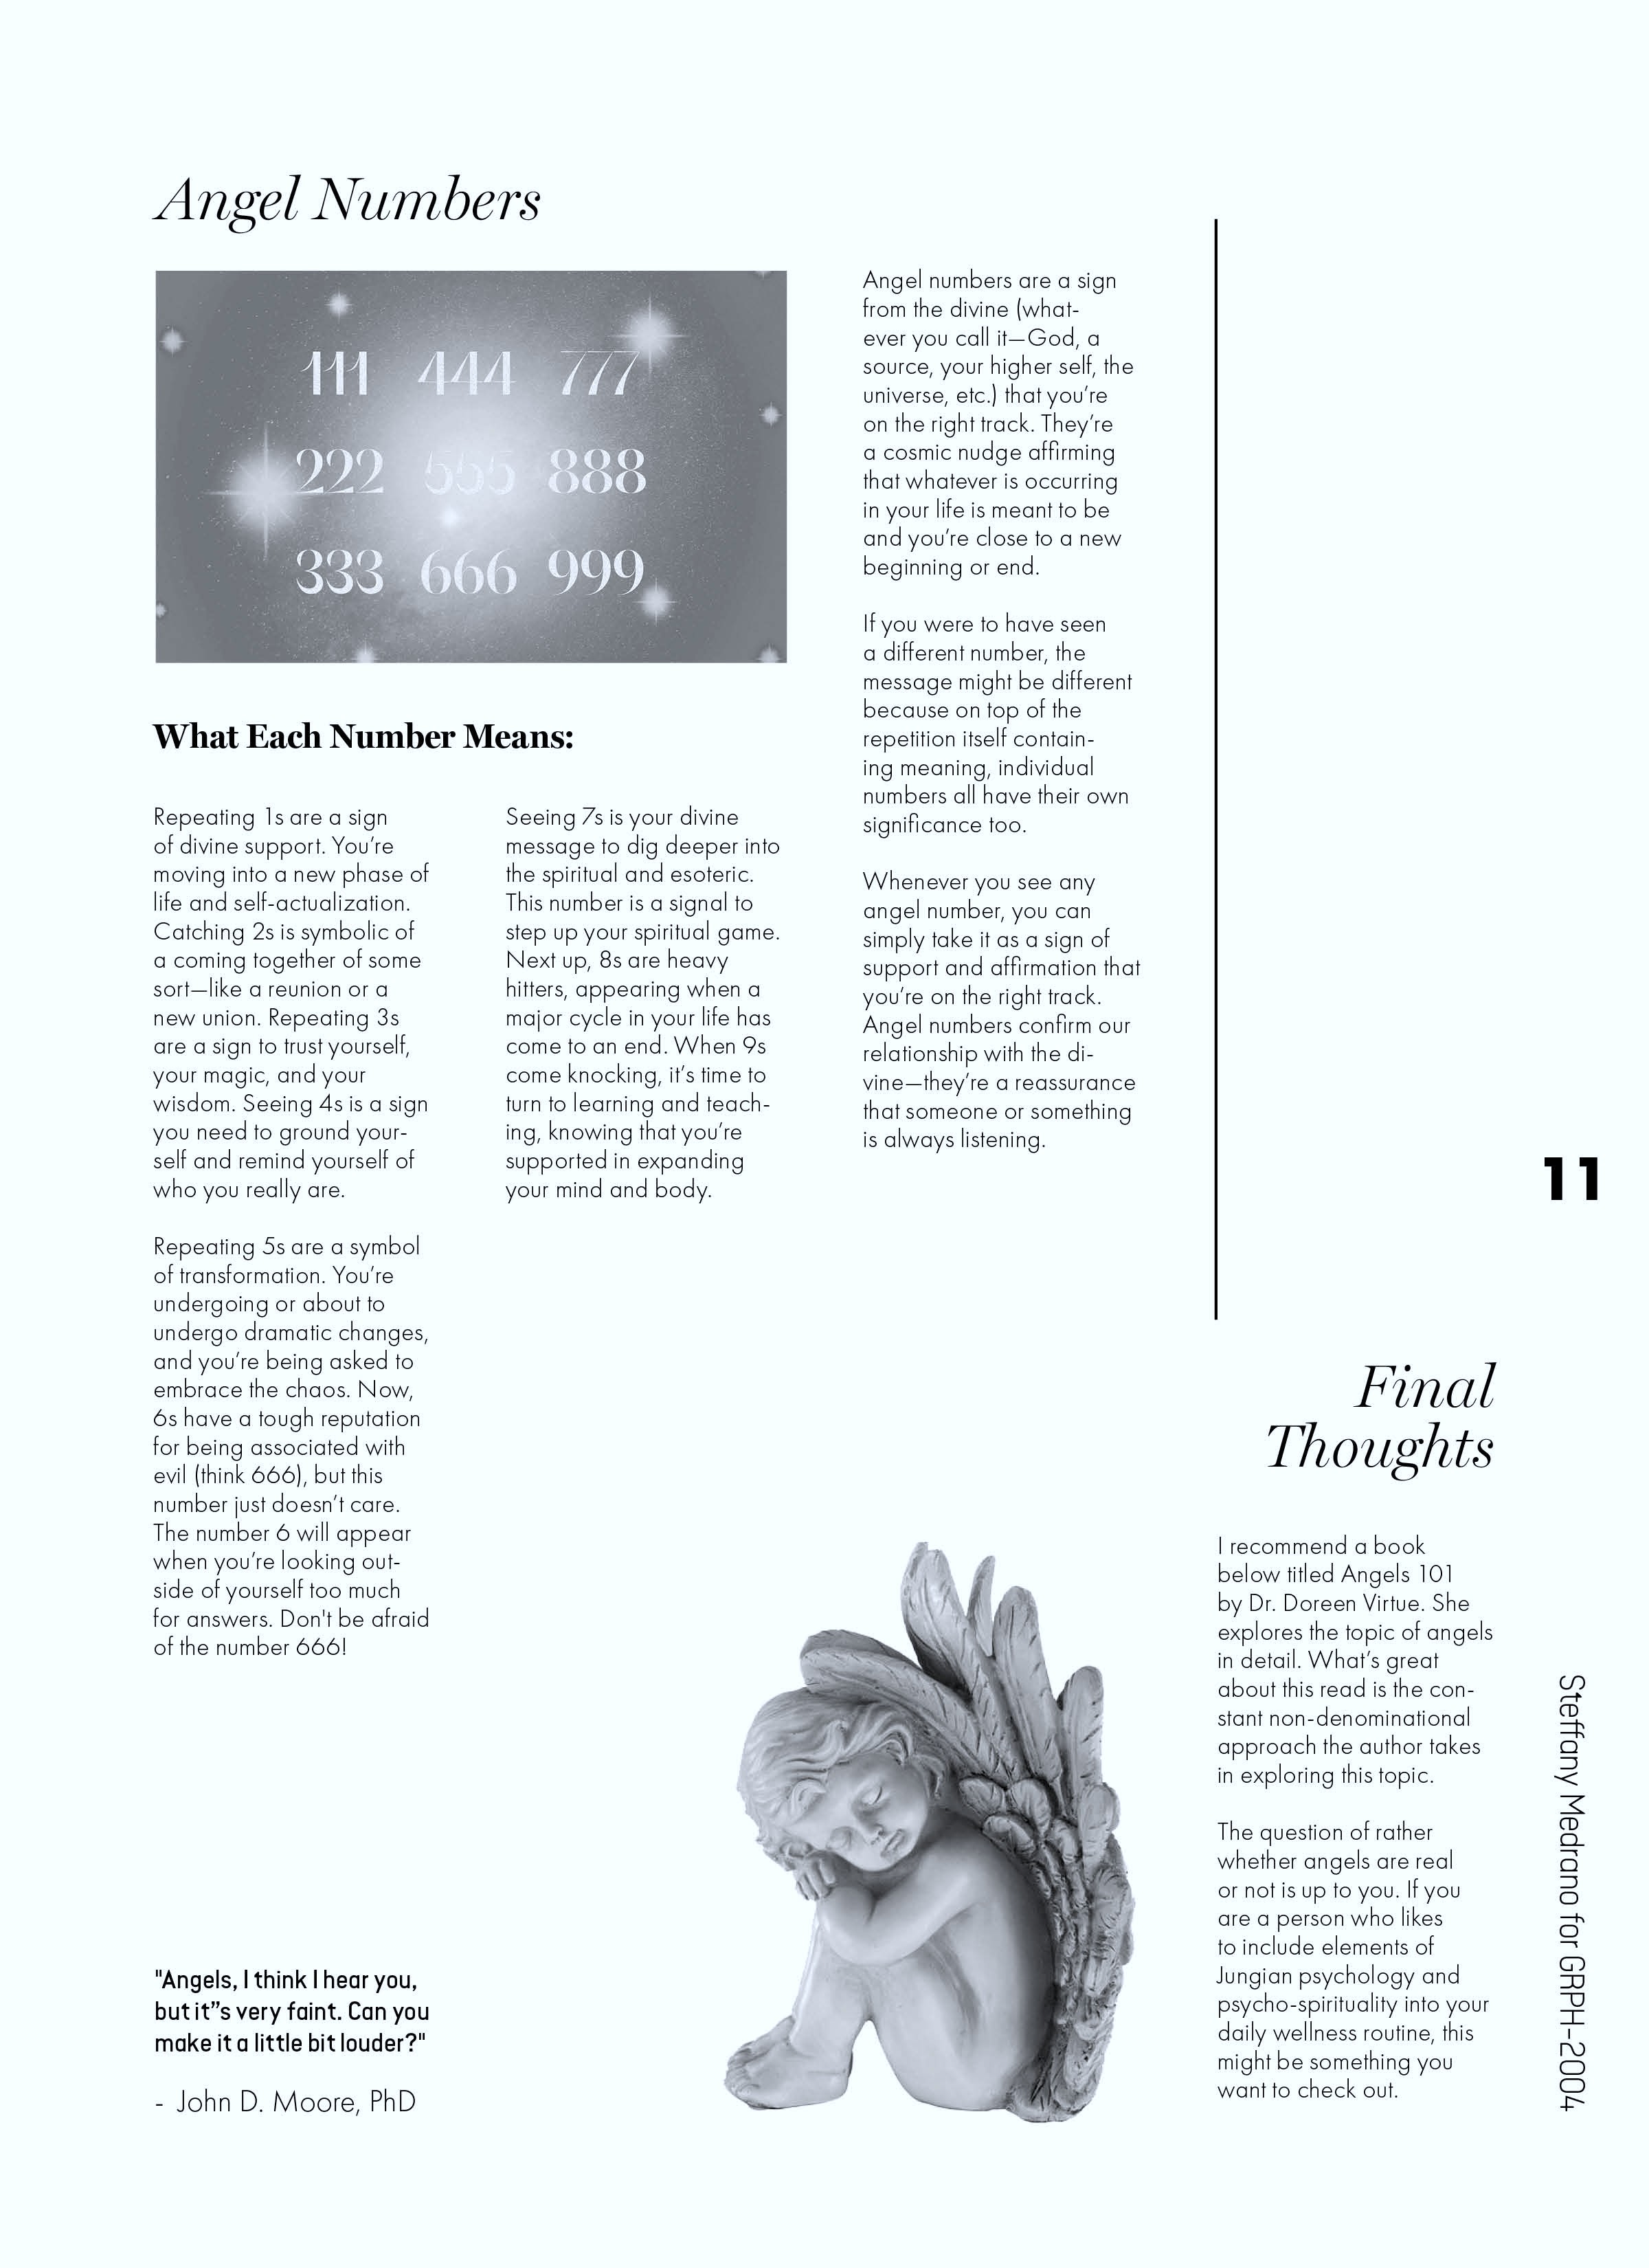 Angel Numbers
111 444 777
222 555 888
333 666 999
What Each Number Means:
Repeating 1s are a sign
of divine support. You’re
moving into a new phase of
life and self-actualization.
Catching 2s is symbolic of
a coming together of some
sort—like a reunion or a
new union. Repeating 3s
are a sign to trust yourself,
your magic, and your
wisdom. Seeing 4s is a sign
you need to ground your-
self and remind yourself of
who you really are.
Repeating 5s are a symbol
of transformation. You’re
undergoing or about to
undergo dramatic changes,
and you’re being asked to
embrace the chaos. Now,
6s have a tough reputation
for being associated with
evil (think 666), but this
number just doesn’t care.
The number 6 will appear
when you’re looking out-
side of yourself too much
for answers. Don't be afraid
of the number 666!
Seeing 7s is your divine
message to dig deeper into
the spiritual and esoteric.
This number is a signal to
step up your spiritual game.
Next up, 8s are heavy
hitters, appearing when a
major cycle in your life has
come to an end. When 9s
come knocking, it’s time to
turn to learning and teach-
ing, knowing that you’re
supported in expanding
your mind and body.
Angel numbers are a sign
from the divine (what-
ever you call it—God, a
source, your higher self, the
universe, etc.) that you’re
on the right track. They’re
a cosmic nudge affirming
that whatever is occurring
in your life is meant to be
and you’re close to a new
beginning or end.
If you were to have seen
a different number, the
message might be different
because on top of the
repetition itself contain-
ing meaning, individual
numbers all have their own
significance too.
Whenever you see any
angel number, you can
simply take it as a sign of
support and affirmation that
you’re on the right track.
Angel numbers confirm our
relationship with the di-
vine—they’re a reassurance
that someone or something
is always listening.
"Angels, I think I hear you,
but it”s very faint. Can you
make it a little bit louder?"
- John D. Moore, PhD
Final
Thoughts
I recommend a book
below titled Angels 101
by Dr. Doreen Virtue. She
explores the topic of angels
in detail. What’s great
about this read is the con-
stant non-denominational
approach the author takes
in exploring this topic.
The question of rather
whether angels are real
or not is up to you. If you
are a person who likes
to include elements of
Jungian psychology and
psycho-spirituality into your
daily wellness routine, this
might be something you
want to check out.
11
Steffany Medrano for GRPH-2004